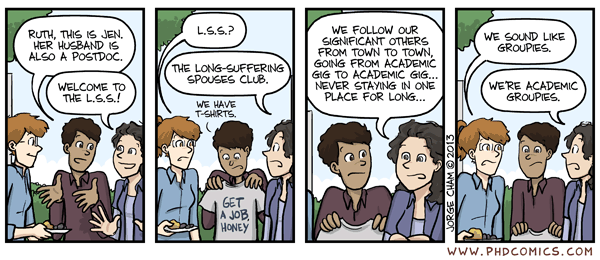 RUTH, THIS IS JEN.
HER HUSBAND IS
ALSO A POSTDOC.
WELCOME TO
THE L.S.S.!
L.S.S.?
THE LONG-SUFFERING
SPOUSES CLUB.
WE HAVE
T-SHIRTS.
GET
A JOB,
HONEY
WE FOLLOW OUR
SIGNIFICANT OTHERS
FROM TOWN TO TOWN,
GOING FROM ACADEMIC
GIG TO ACADEMIC GIG...
NEVER STAYING IN ONE
PLACE FOR LONG...
JORGE CHAM © 2013
WE SOUND LIKE
GROUPIES.
WE'RE ACADEMIC
GROUPIES.
WWW.PHDCOMICS.COM